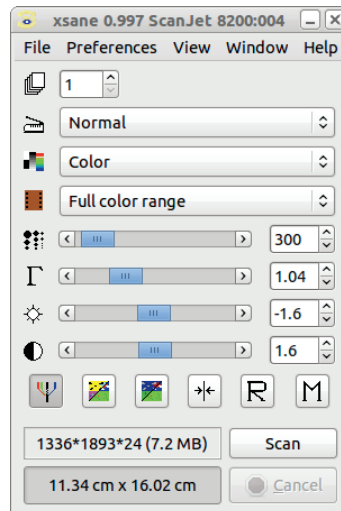 xsane 0.997 ScanJet 8200:004
File Preferences View Window Help
1
Normal
Color
Full color range
300
Γ 1.04
-1.6
1.6
R M
1336*1893*24 (7.2 MB) Scan
11.34 cm x 16.02 cm Cancel